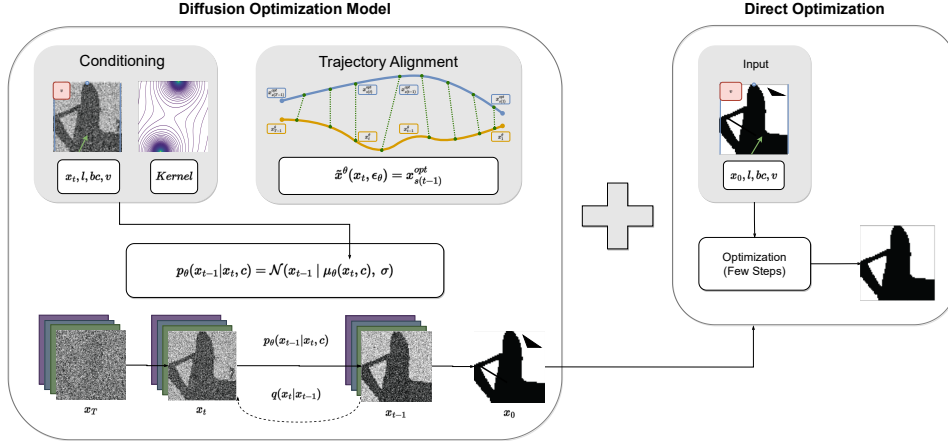 Diffusion Optimization Model
Direct Optimization
Conditioning
Trajectory Alignment
Input
x_t, l, bc, v
Kernel
x̃^θ(x_t, ϵ_θ) = x^{opt}_{s(t−1)}
x_0, l, bc, v
p_θ(x_{t−1}|x_t, c) = N(x_{t−1} | μ_θ(x_t, c), σ)
Optimization
(Few Steps)
p_θ(x_{t−1}|x_t, c)
q(x_t|x_{t−1})
x_T
x_t
x_{t−1}
x_0